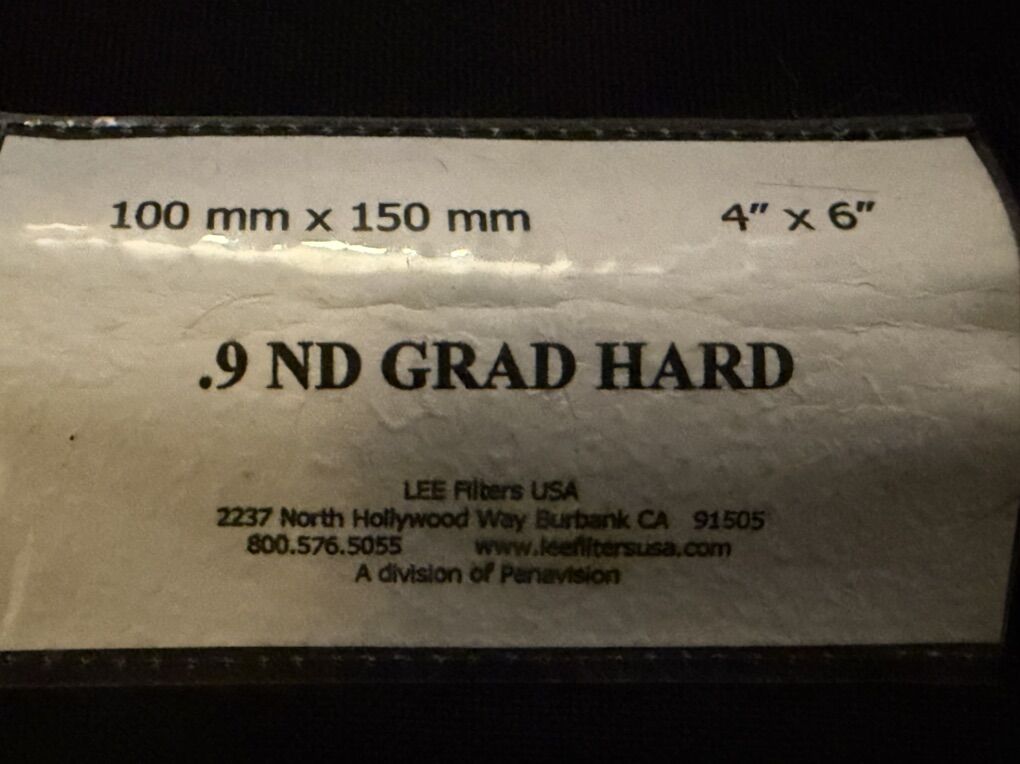 100 mm x 150 mm 4" x 6"
.9 ND GRAD HARD
LEE Filters USA
2237 North Hollywood Way Burbank CA 91505
800.576.5055 www.leefiltersusa.com
A division of Panavision